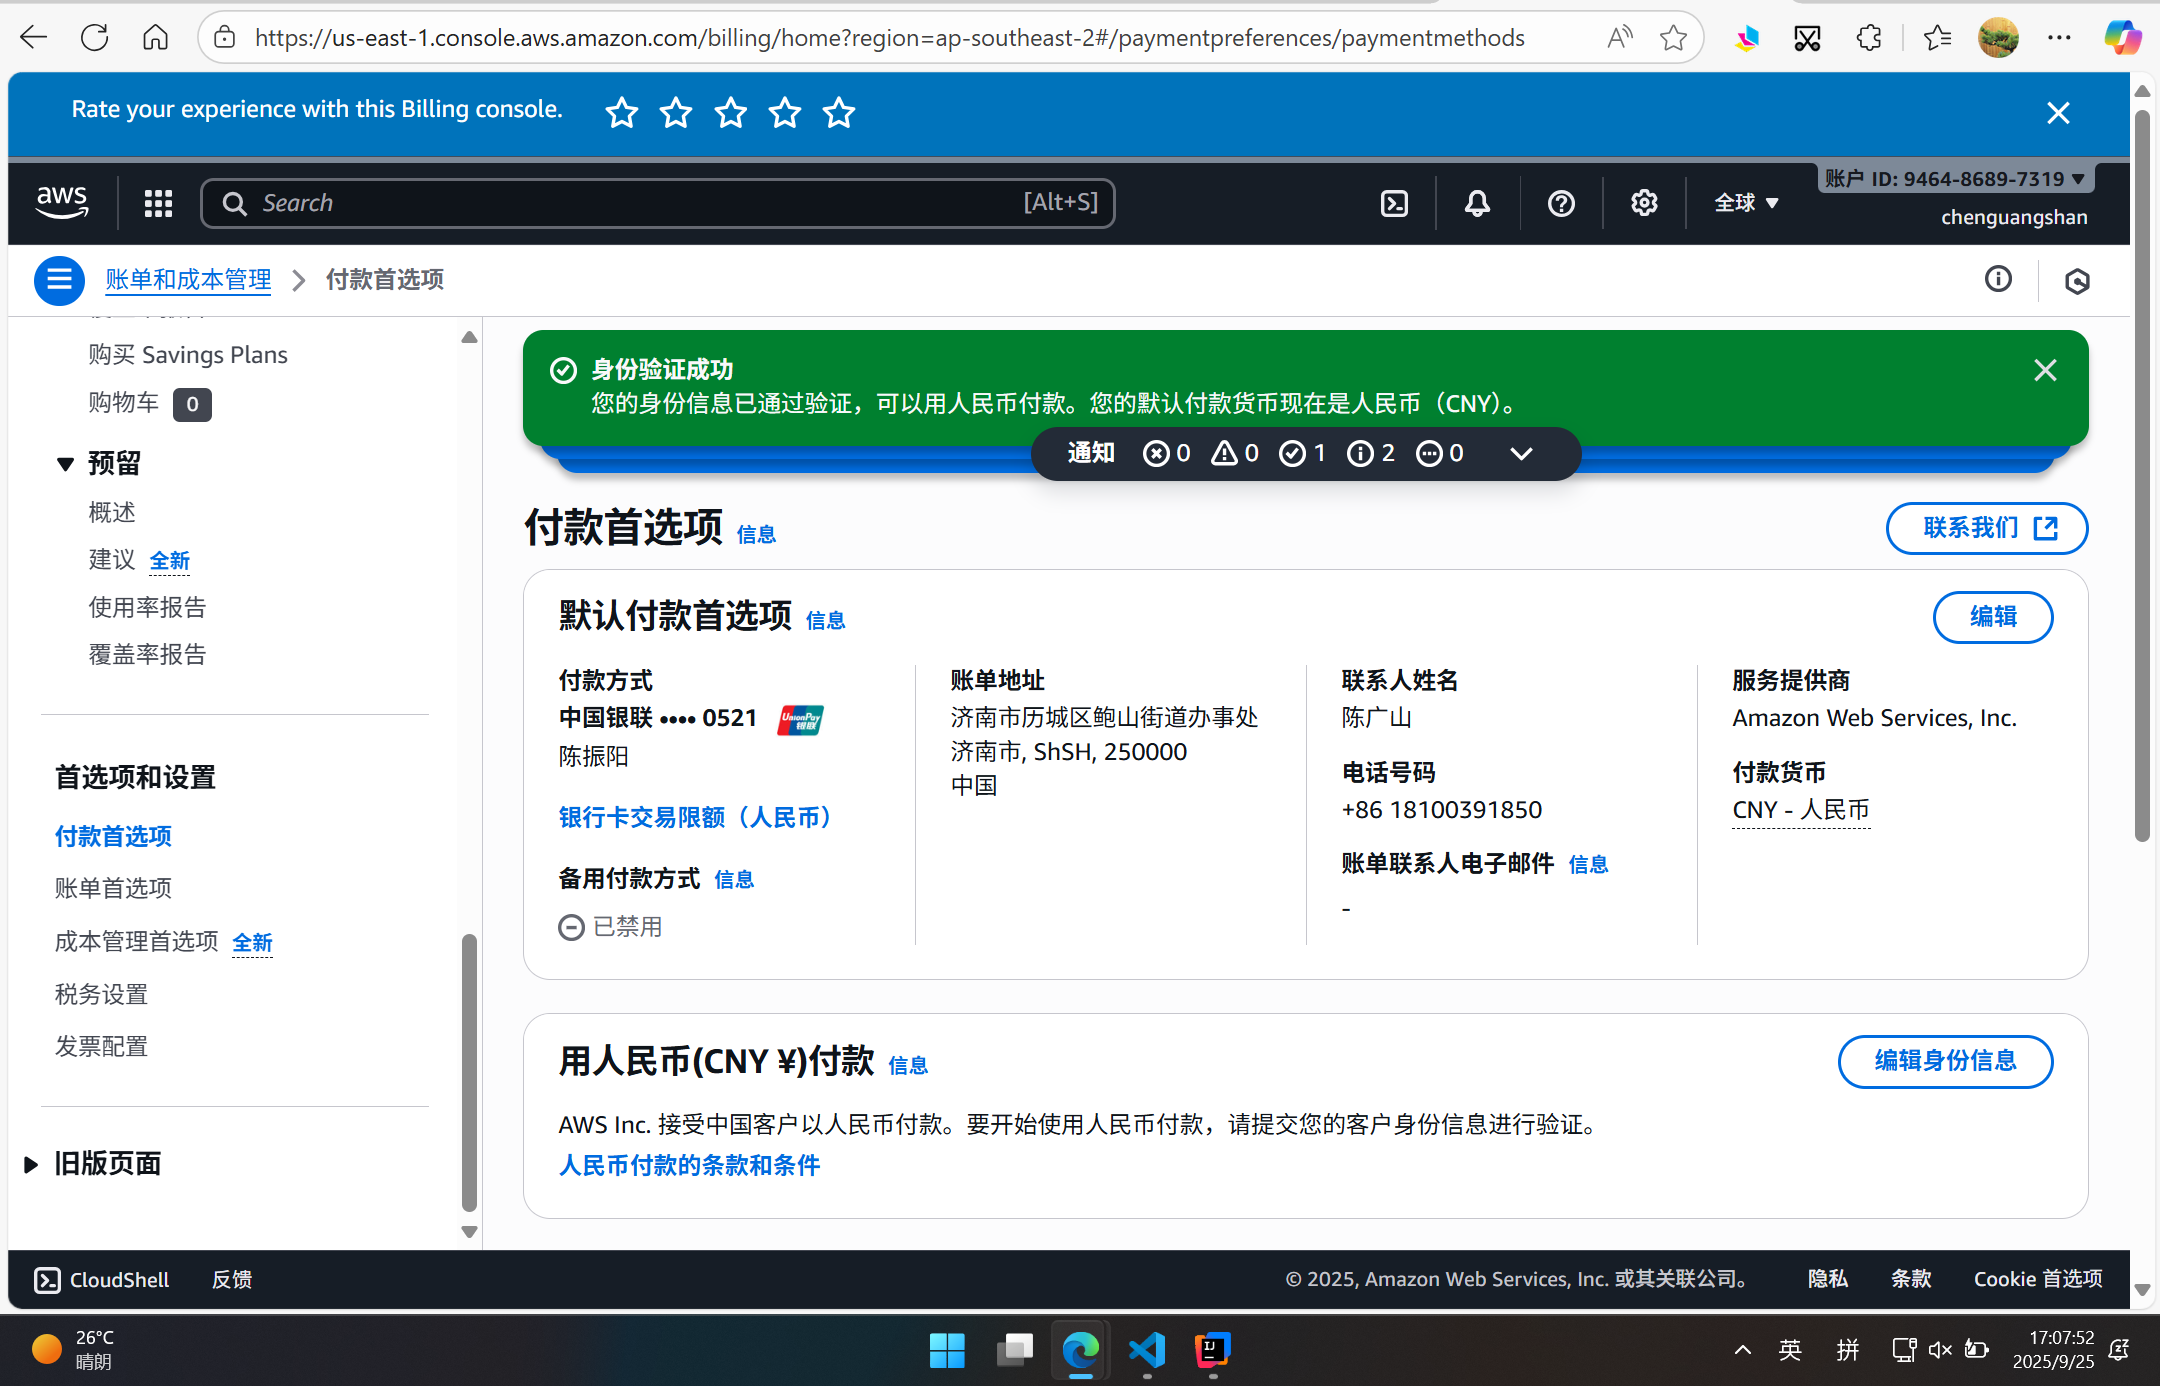 https://us-east-1.console.aws.amazon.com/billing/home?region=ap-southeast-2#/paymentpreferences/paymentmethods
Rate your experience with this Billing console.
aws
Search
[Alt+S]
全球
账户 ID: 9464-8689-7319
chenguangshan
账单和成本管理
付款首选项
购买 Savings Plans
购物车 0
预留
概述
建议 全新
使用率报告
覆盖率报告
首选项和设置
付款首选项
账单首选项
成本管理首选项 全新
税务设置
发票配置
旧版页面
身份验证成功
您的身份信息已通过验证，可以用人民币付款。您的默认付款货币现在是人民币（CNY）。
通知 0 0 1 2 0
付款首选项 信息
联系我们
默认付款首选项 信息
编辑
付款方式
中国银联 •••• 0521
UnionPay
银联
陈振阳
银行卡交易限额（人民币）
备用付款方式 信息
已禁用
账单地址
济南市历城区鲍山街道办事处
济南市, ShSH, 250000
中国
联系人姓名
陈广山
电话号码
+86 18100391850
账单联系人电子邮件 信息
-
服务提供商
Amazon Web Services, Inc.
付款货币
CNY - 人民币
用人民币(CNY ¥)付款 信息
编辑身份信息
AWS Inc. 接受中国客户以人民币付款。要开始使用人民币付款，请提交您的客户身份信息进行验证。
人民币付款的条款和条件
CloudShell
反馈
© 2025, Amazon Web Services, Inc. 或其关联公司。
隐私
条款
Cookie 首选项
26°C
晴朗
英
拼
17:07:52
2025/9/25